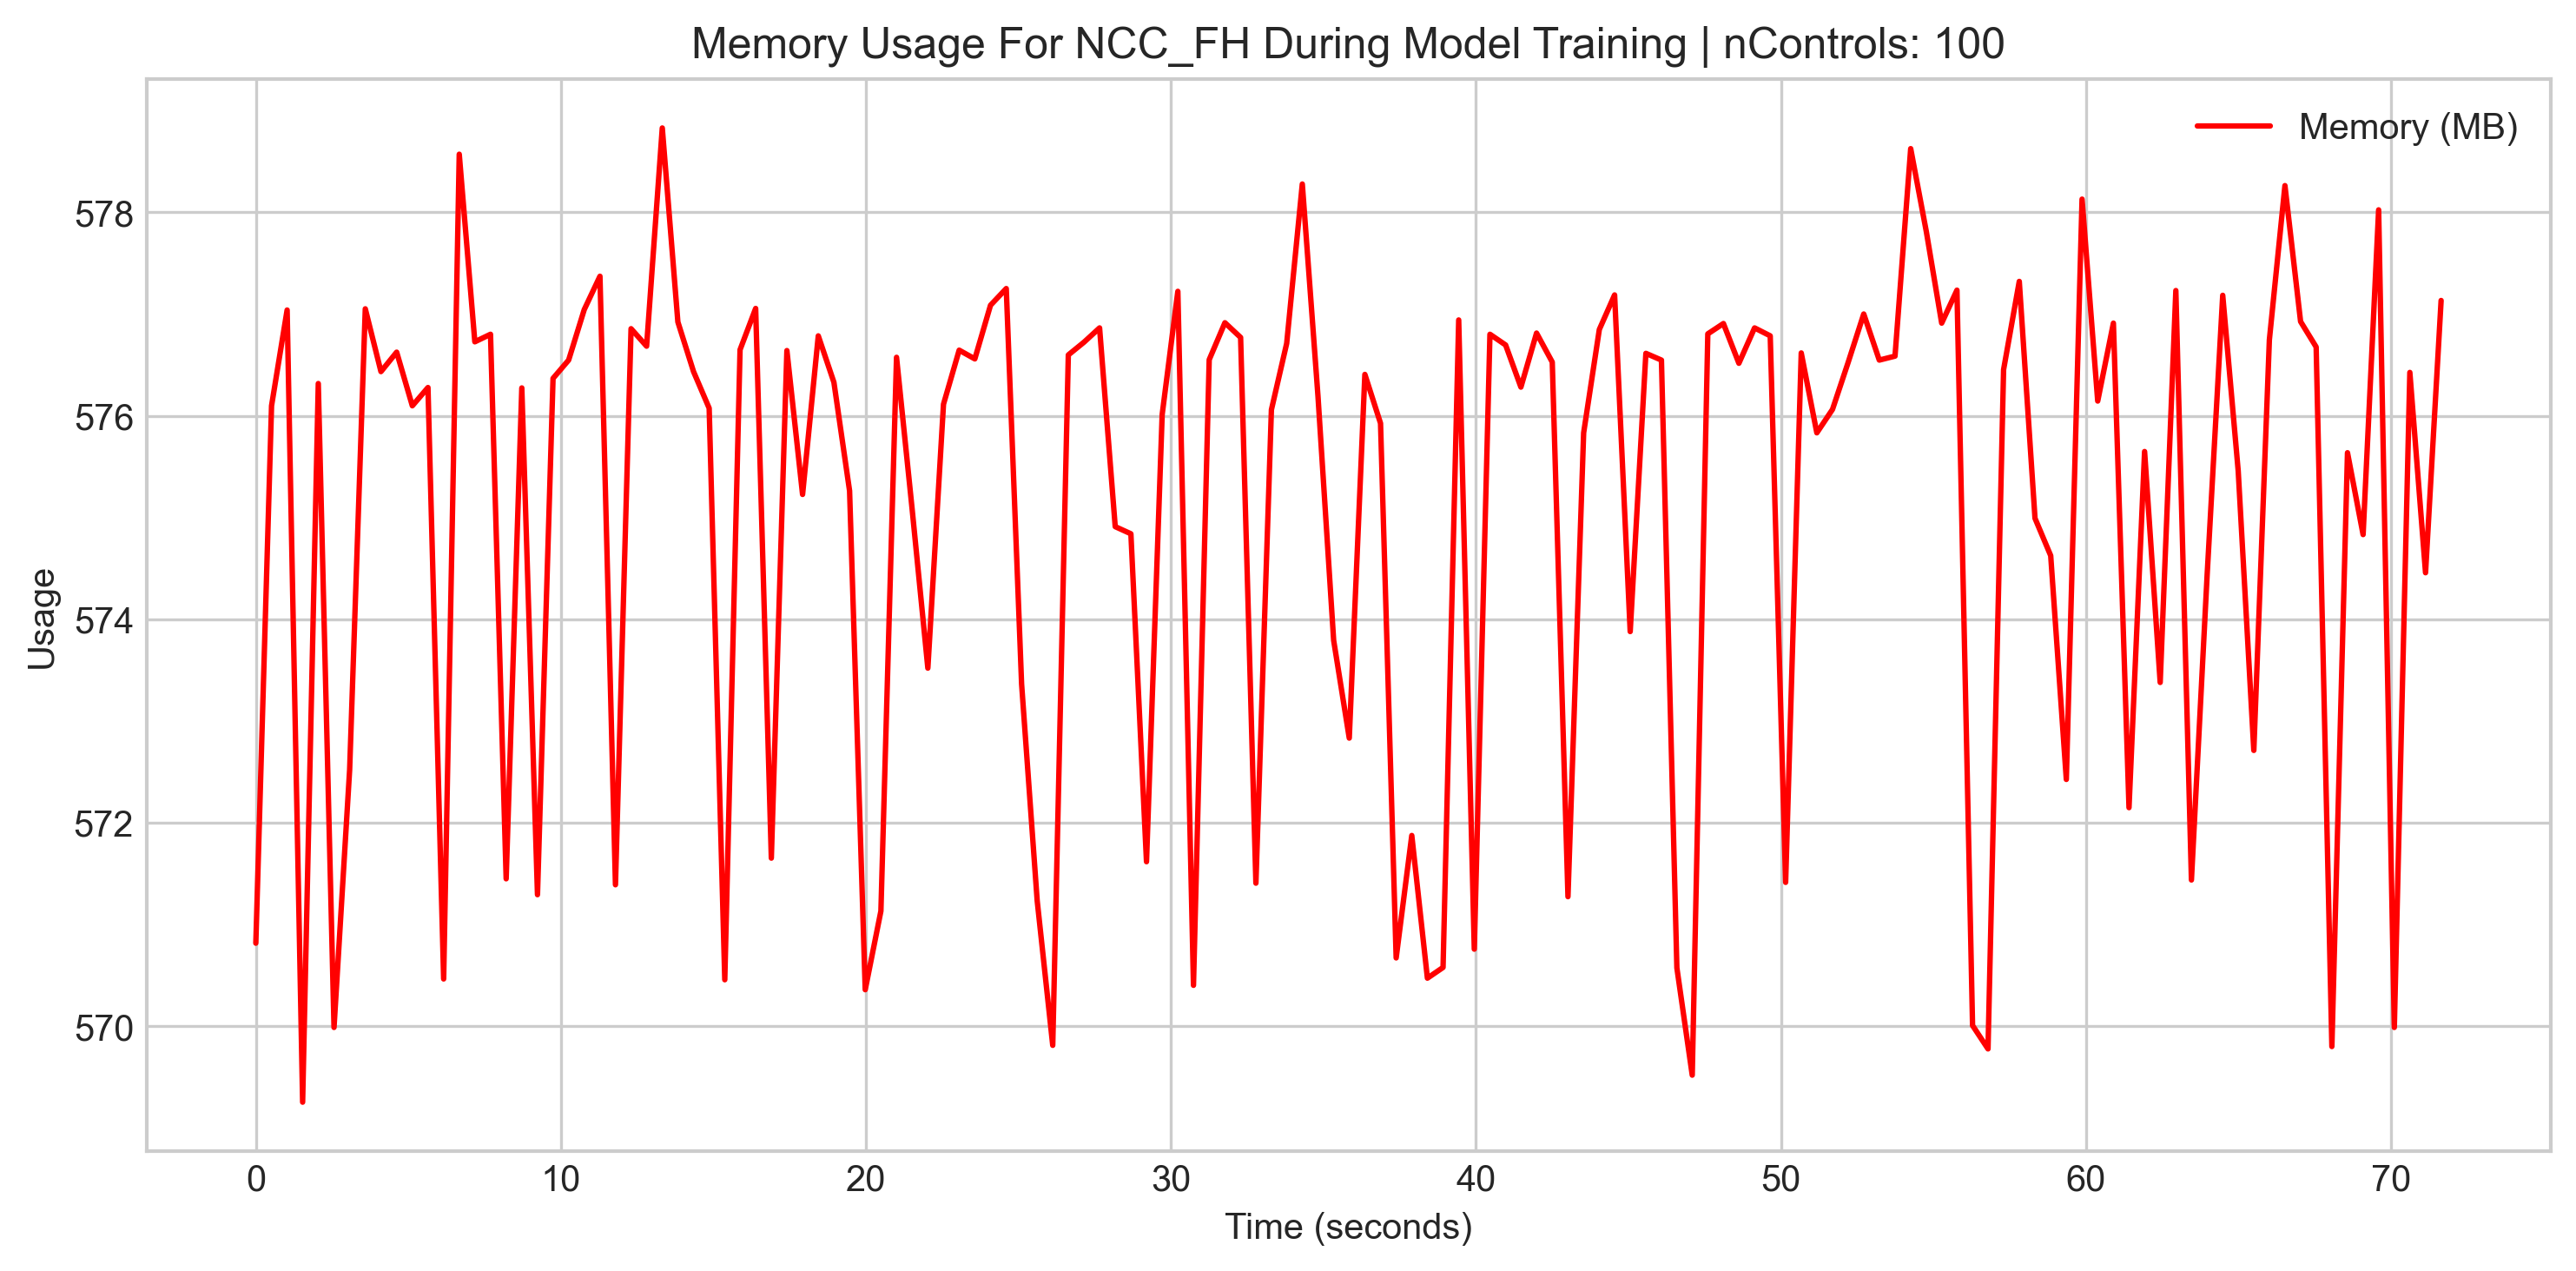 Memory Usage For NCC_FH During Model Training | nControls: 100
Memory (MB)
578
576
574
572
570
Usage
0 10 20 30 40 50 60 70
Time (seconds)